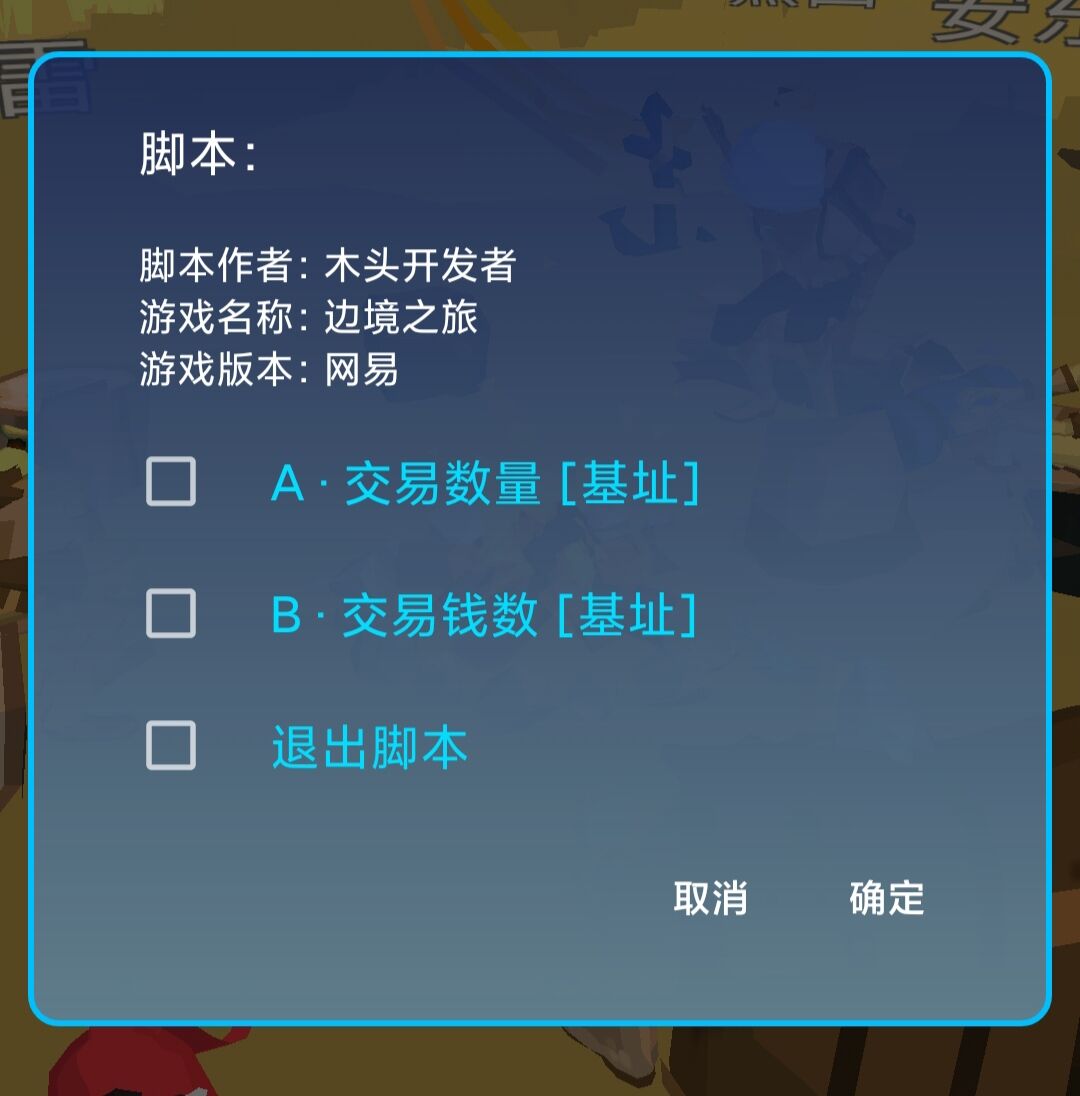 雷
脚本：
脚本作者：木头开发者
游戏名称：边境之旅
游戏版本：网易
A · 交易数量 [基址]
B · 交易钱数 [基址]
退出脚本
取消
确定